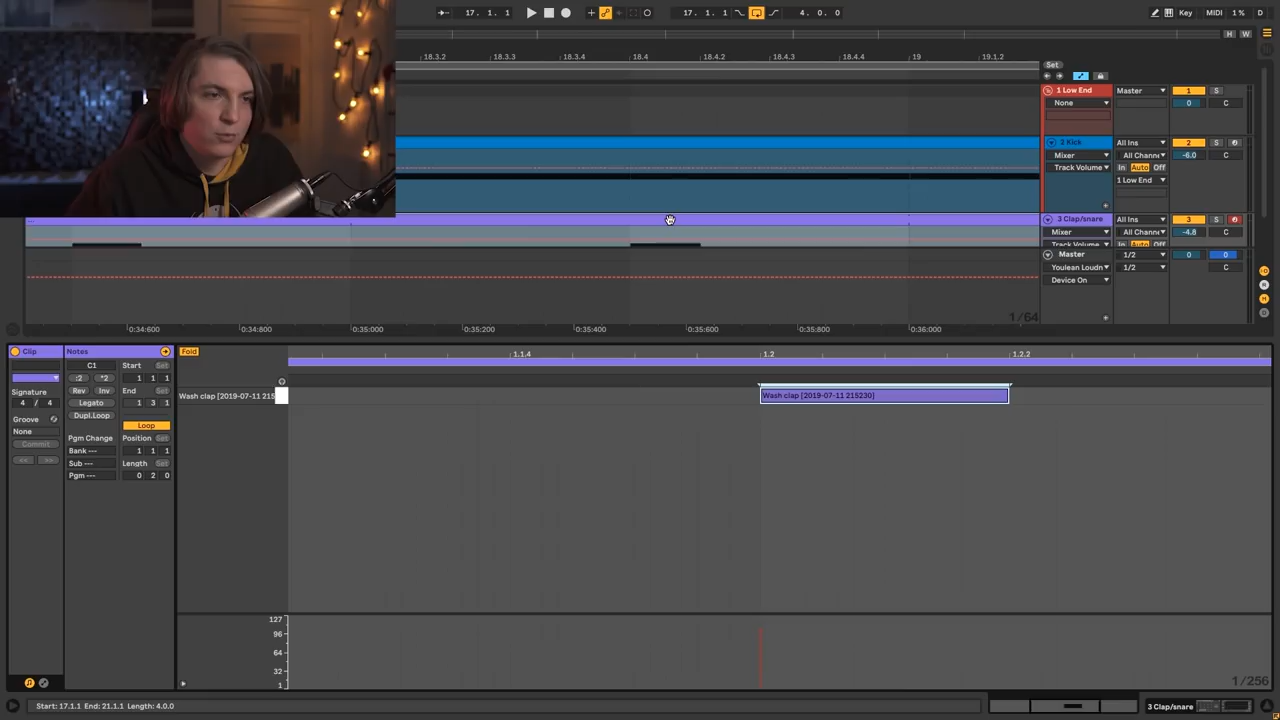 17. 1. 1
17. 1. 1
4. 0. 0
Key
MIDI
1 %
D
H
W
18.3.2
18.3.3
18.3.4
18.4
18.4.2
18.4.3
18.4.4
19
19.1.2
Set
1 Low End
Master
1
S
None
0
C
2 Kick
All Ins
2
S
Mixer
All Channe
-6.0
C
Track Volume
In
Auto
Off
1 Low End
3 Clap/snare
All Ins
3
S
Mixer
All Channe
-4.8
C
Track Volume
In
Auto
Off
Master
1/2
0
0
Youlean Loudn
1/2
C
Device On
1/64
0:34:600
0:34:800
0:35:000
0:35:200
0:35:400
0:35:600
0:35:800
0:36:000
Clip
Notes
Fold
C1
Start
Set
1.1.4
1.2
1.2.2
:2
*2
1 1 1
Signature
Rev
Inv
End
Set
4 / 4
Legato
1 3 1
Wash clap [2019-07-11 215
Wash clap [2019-07-11 215230]
Groove
Dupl.Loop
None
Loop
Commit
Pgm Change
Position
Set
<<
>>
Bank ---
1 1 1
Sub ---
Length
Set
Pgm ---
0 2 0
127
96
64
32
1
1/256
Start: 17.1.1 End: 21.1.1 Length: 4.0.0
3 Clap/snare